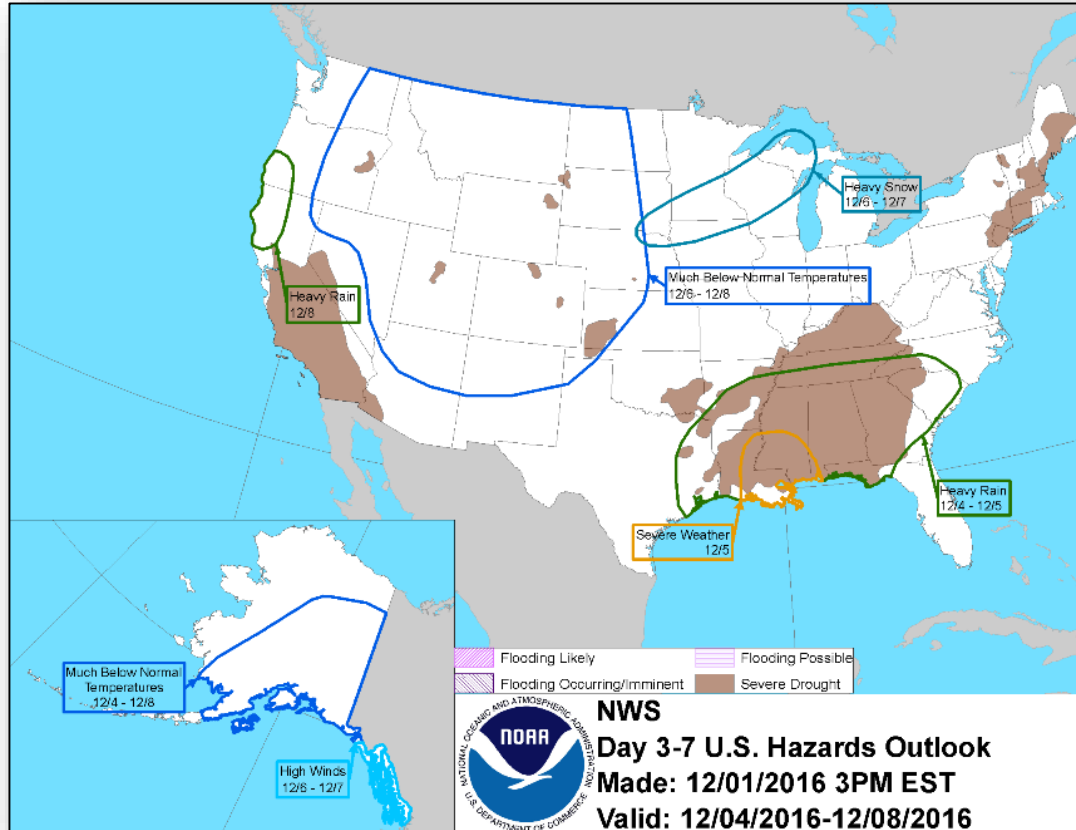 Heavy Snow
12/6 - 12/7
Much Below Normal Temperatures
12/6 - 12/8
Heavy Rain
12/8
Heavy Rain
12/4 - 12/5
Severe Weather
12/5
Much Below Normal
Temperatures
12/4 - 12/8
High Winds
12/6 - 12/7
Flooding Likely
Flooding Possible
Flooding Occurring/Imminent
Severe Drought
NATIONAL OCEANIC AND ATMOSPHERIC ADMINISTRATION
NOAA
U.S. DEPARTMENT OF COMMERCE
NWS
Day 3-7 U.S. Hazards Outlook
Made: 12/01/2016 3PM EST
Valid: 12/04/2016-12/08/2016